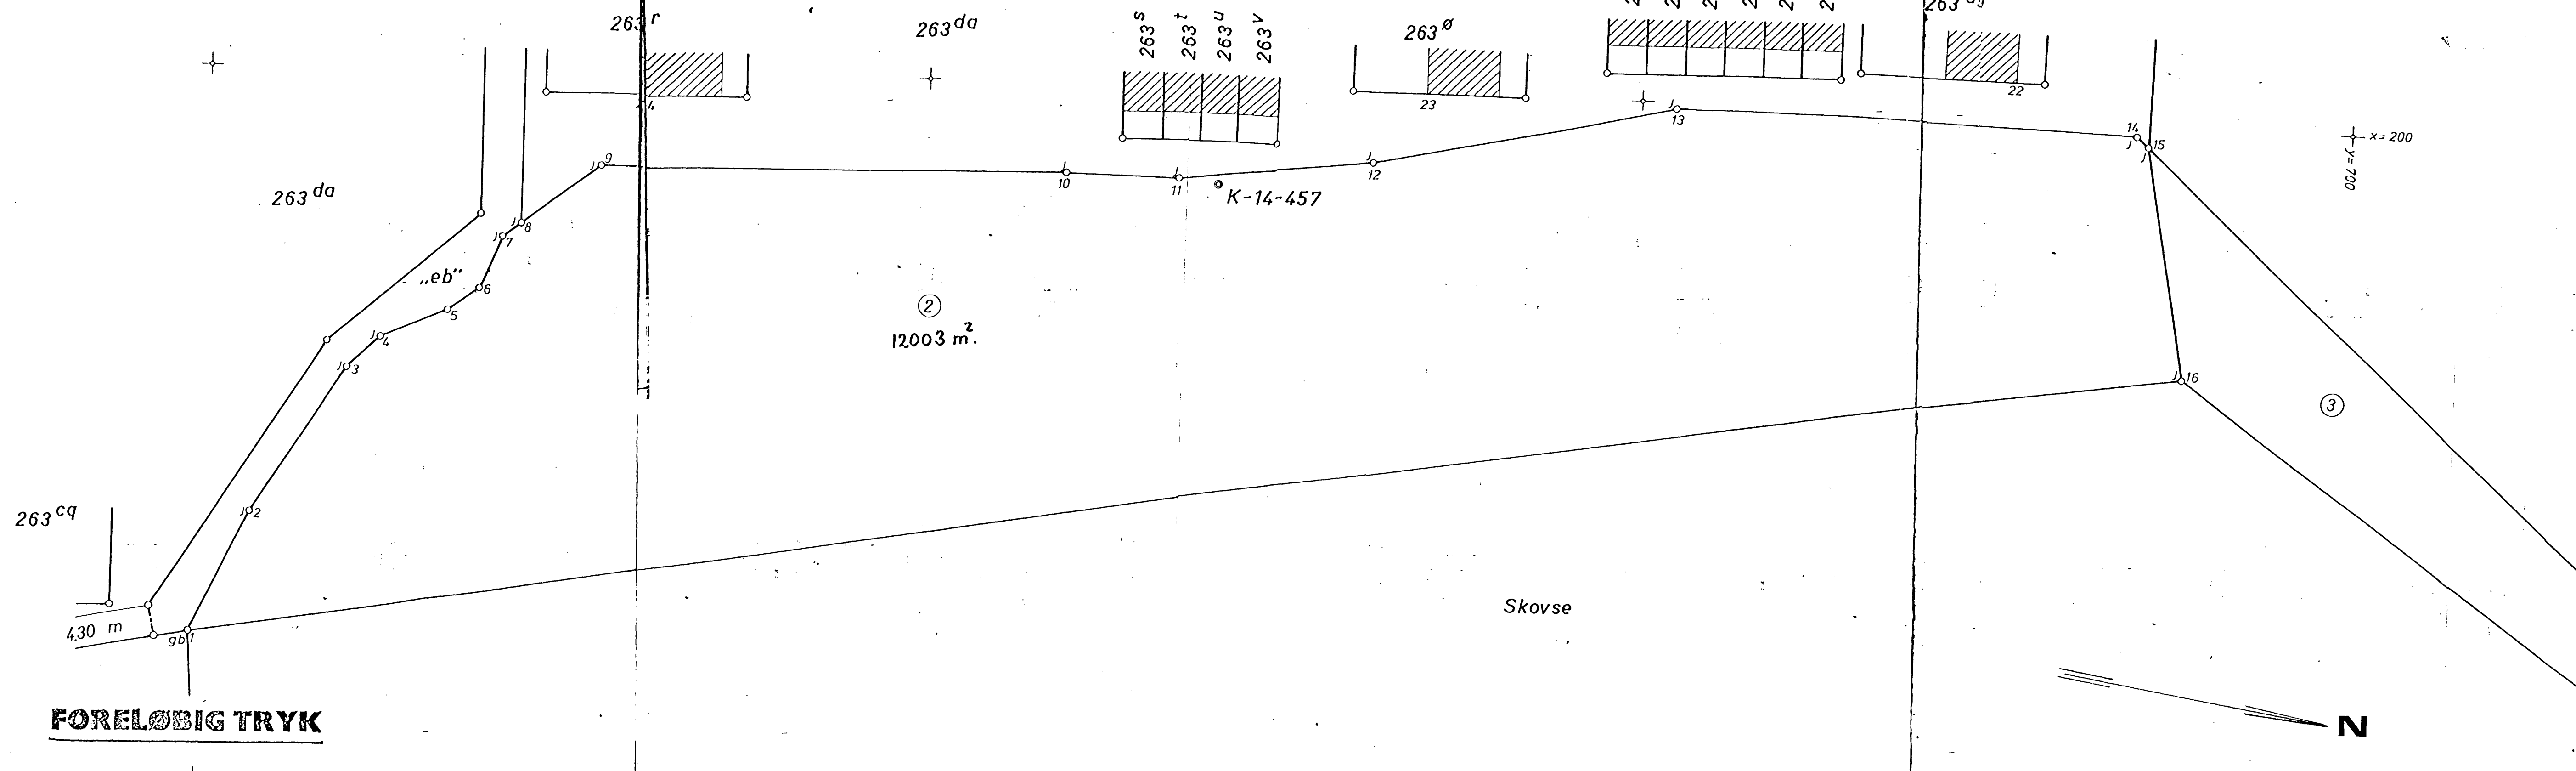 263 r
263 da
263 s
263 t
263 u
263 v
263 ø
4
23
22
13
14
15
x = 200
y = 700
9
10
11
12
K-14-457
263 da
8
7
„eb"
6
5
4
3
2
12003 m².
16
3
263 cq
2
4.30 m
gb 1
Skovse
FORELØBIG TRYK
N